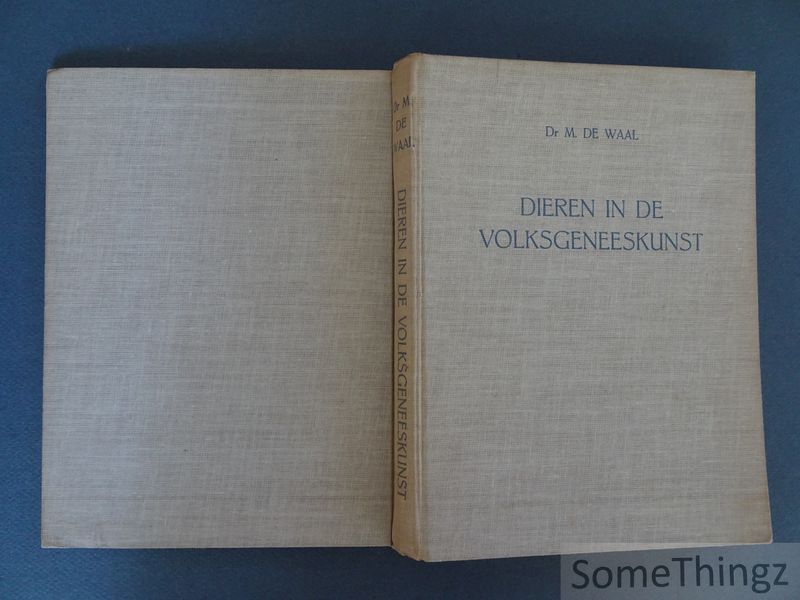 Dr M.
DE
WAAL
DIEREN IN DE VOLKSGENEESKUNST
Dr M. DE WAAL
DIEREN IN DE
VOLKSGENEESKUNST
SomeThingz